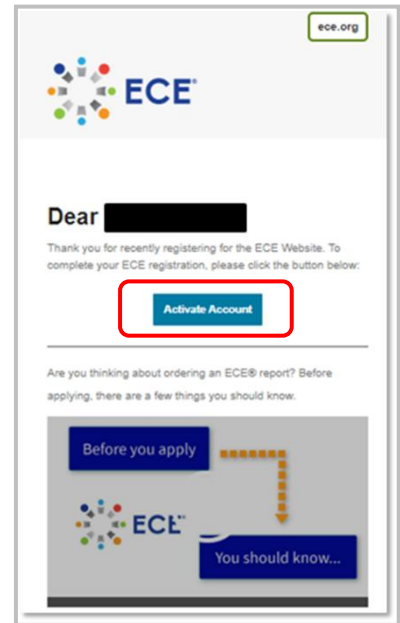 ece.org
ECE®
Dear
Thank you for recently registering for the ECE Website. To
complete your ECE registration, please click the button below:
Activate Account
Are you thinking about ordering an ECE® report? Before
applying, there are a few things you should know.
Before you apply
ECE
You should know...